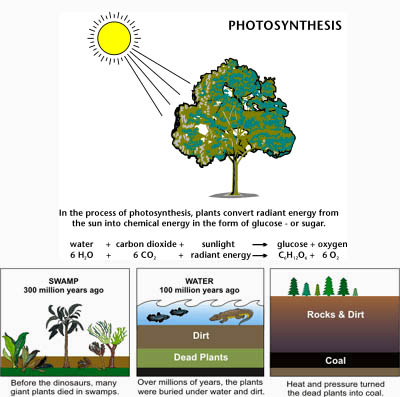 PHOTOSYNTHESIS
In the process of photosynthesis, plants convert radiant energy from
the sun into chemical energy in the form of glucose - or sugar.
water + carbon dioxide + sunlight → glucose + oxygen
6 H₂O + 6 CO₂ + radiant energy → C₆H₁₂O₆ + 6 O₂
SWAMP
300 million years ago
Before the dinosaurs, many
giant plants died in swamps.
WATER
100 million years ago
Dirt
Dead Plants
Over millions of years, the plants
were buried under water and dirt.
Rocks & Dirt
Coal
Heat and pressure turned
the dead plants into coal.